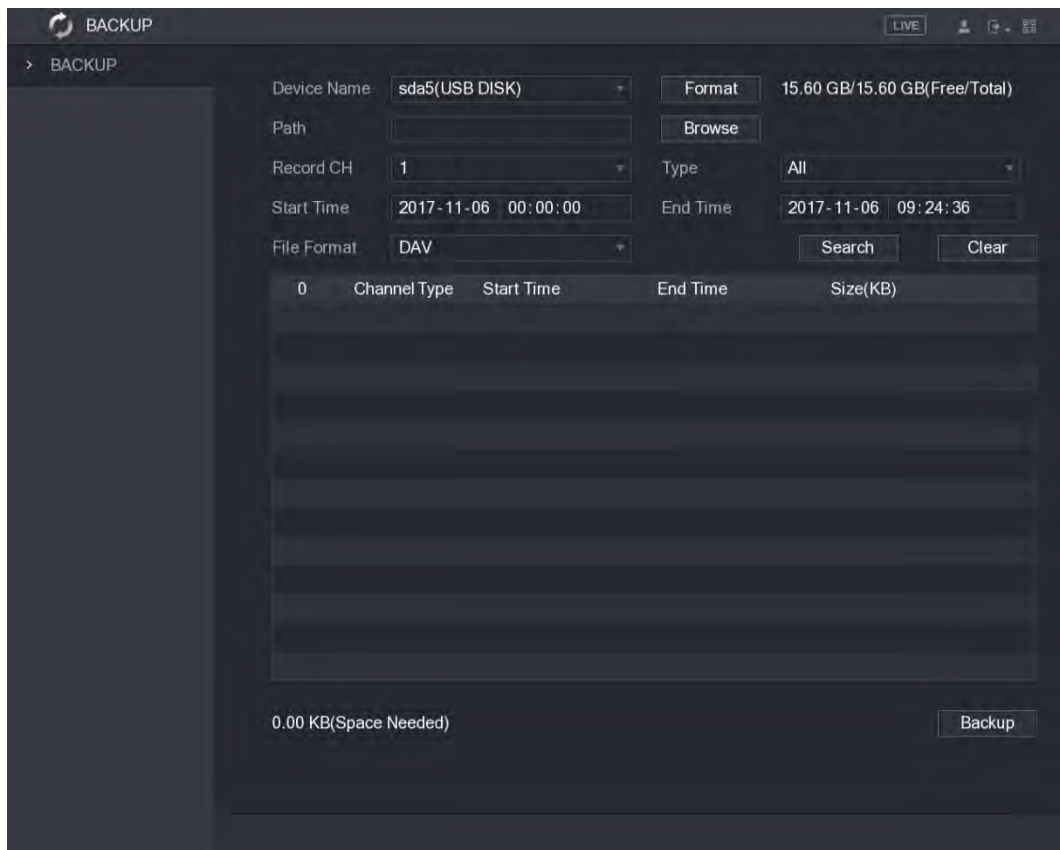 BACKUP LIVE
> BACKUP
Device Name sda5(USB DISK) Format 15.60 GB/15.60 GB(Free/Total)
Path Browse
Record CH 1 Type All
Start Time 2017-11-06 00:00:00 End Time 2017-11-06 09:24:36
File Format DAV Search Clear
0 Channel Type Start Time End Time Size(KB)
0.00 KB(Space Needed) Backup